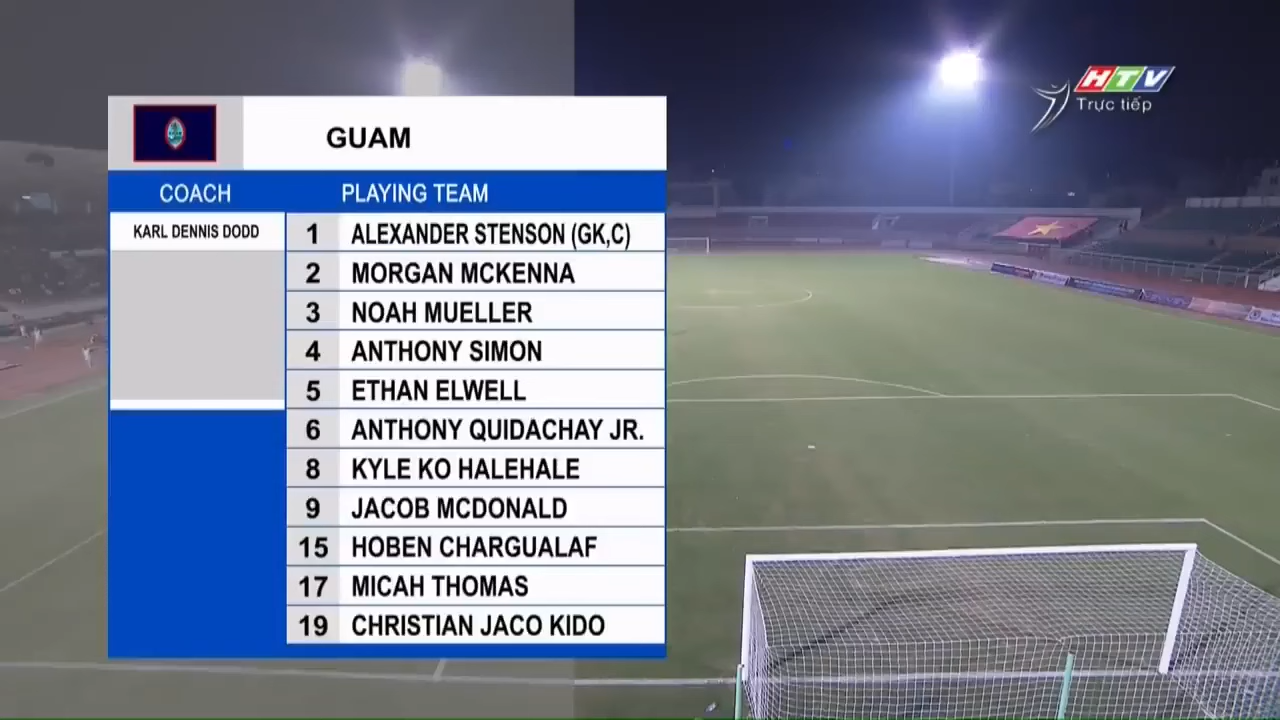 HTV
Trực tiếp
GUAM
COACH PLAYING TEAM
KARL DENNIS DODD
1 ALEXANDER STENSON (GK,C)
2 MORGAN MCKENNA
3 NOAH MUELLER
4 ANTHONY SIMON
5 ETHAN ELWELL
6 ANTHONY QUIDACHAY JR.
8 KYLE KO HALEHALE
9 JACOB MCDONALD
15 HOBEN CHARGUALAF
17 MICAH THOMAS
19 CHRISTIAN JACO KIDO